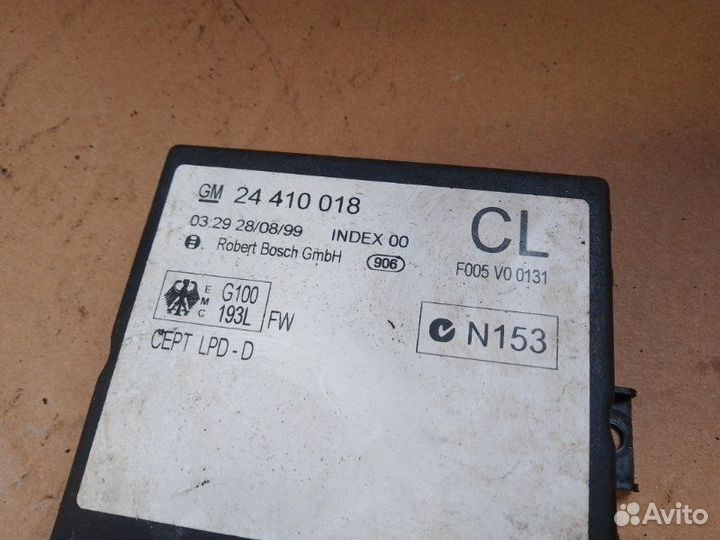 GM 24 410 018
03:29 28/08/99 INDEX 00
Robert Bosch GmbH 906
CL
F005 V0 0131
EMC G100
193L FW
CEPT LPD-D
N153
Avito